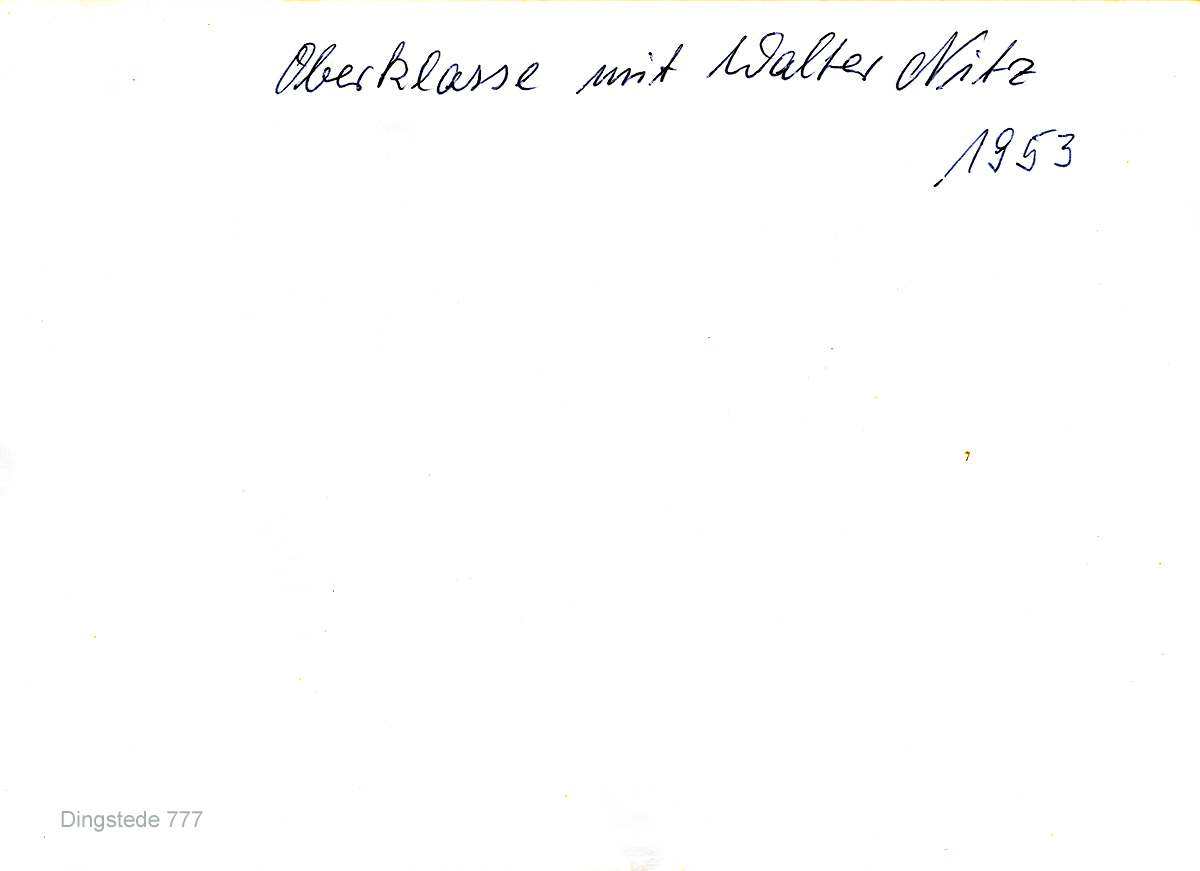 Oberklasse mit Walter Nitz
1953
Dingstede 777